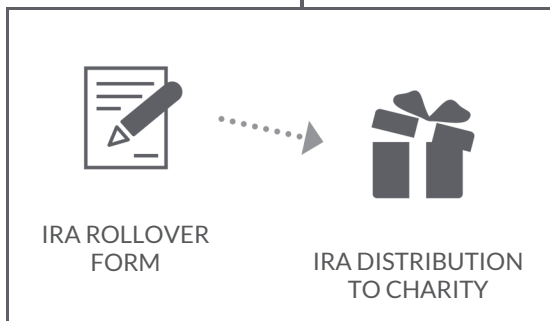 IRA ROLLOVER
FORM
IRA DISTRIBUTION
TO CHARITY